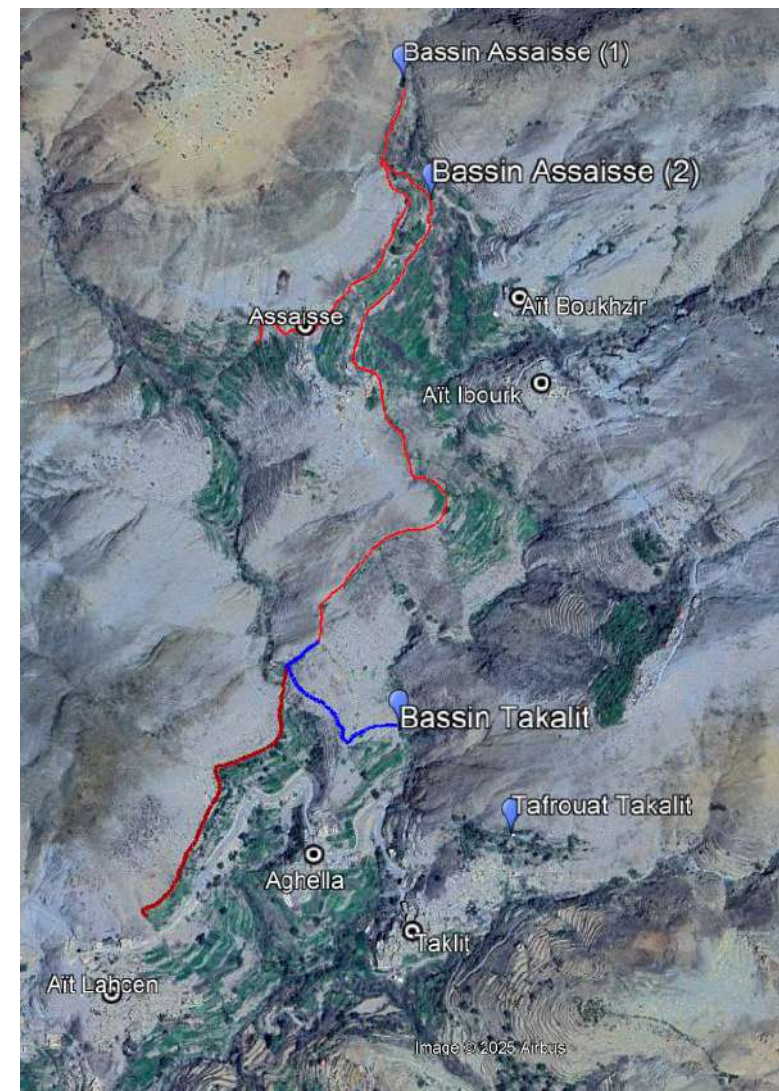 Bassin Assaisse (1)
Bassin Assaisse (2)
Aït Boukhzir
Assaisse
Aït Ibourk
Bassin Takalit
Tafrouat Takalit
Aghella
Taklit
Aït Lahcen
Image © 2025 Airbus